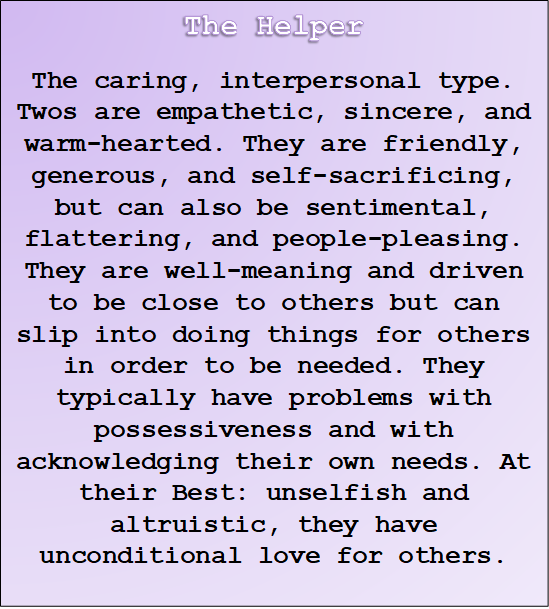 The Helper
The caring, interpersonal type.
Twos are empathetic, sincere, and
warm-hearted. They are friendly,
generous, and self-sacrificing,
but can also be sentimental,
flattering, and people-pleasing.
They are well-meaning and driven
to be close to others but can
slip into doing things for others
in order to be needed. They
typically have problems with
possessiveness and with
acknowledging their own needs. At
their Best: unselfish and
altruistic, they have
unconditional love for others.